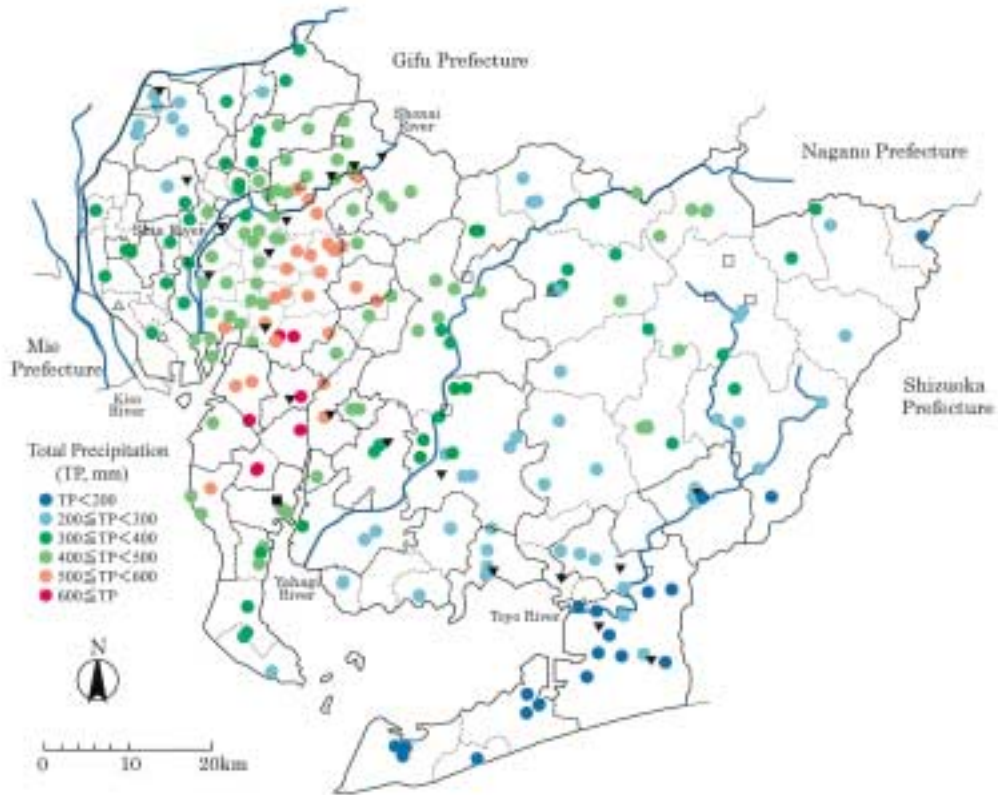 Gifu Prefecture
Shonai
River
Nagano Prefecture
River
Mie
Prefecture
Kiso
River
Shizuoka
Prefecture
Total Precipitation
(TP, mm)
TP<200
200≦TP<300
300≦TP<400
400≦TP<500
500≦TP<600
600≦TP
Yahagi
River
Toyo River
N
0 10 20km